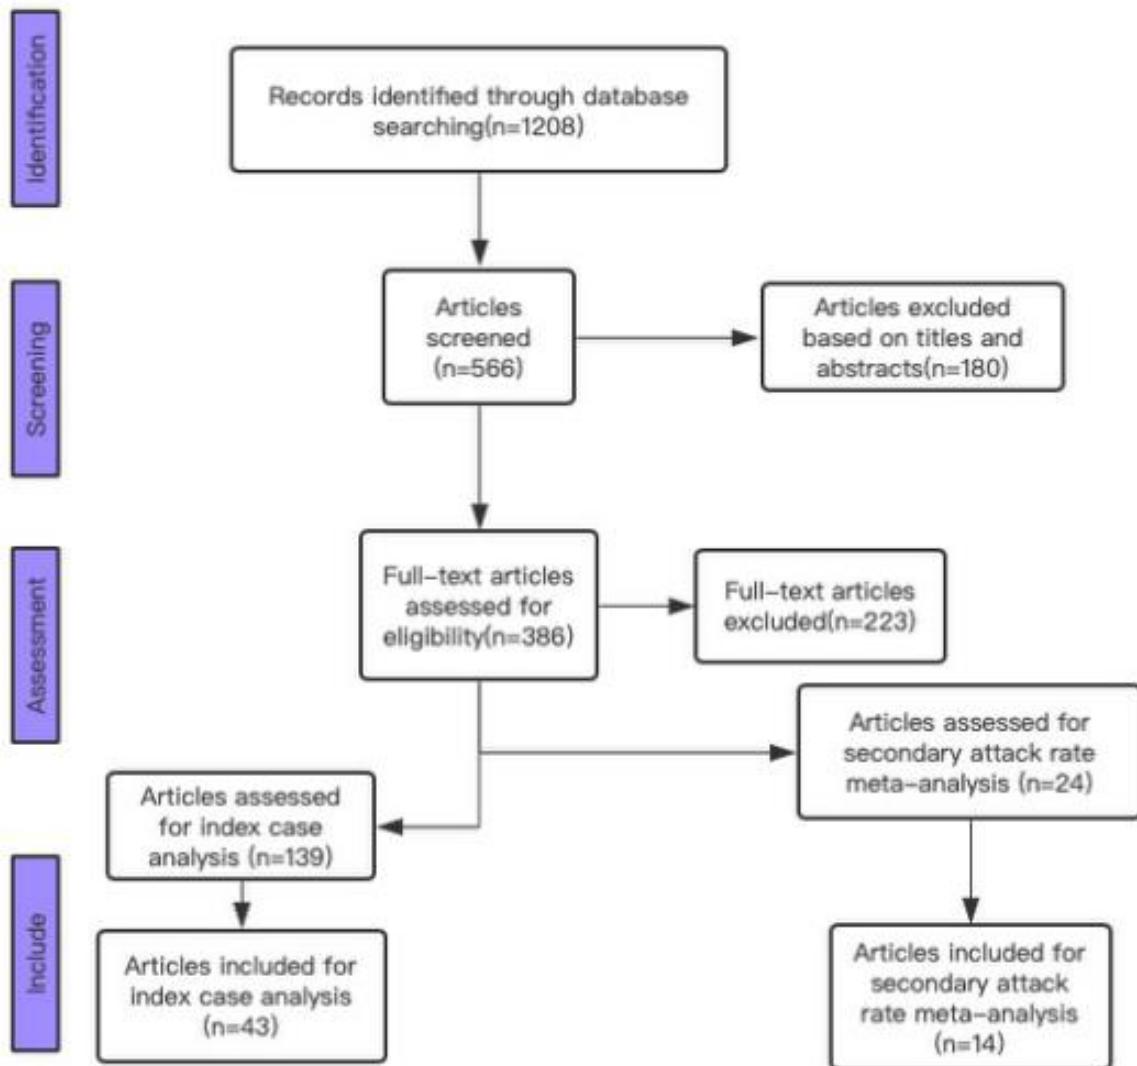 Identification
Records identified through database
searching(n=1208)
Screening
Articles
screened
(n=566)
Articles excluded
based on titles and
abstracts(n=180)
Assessment
Full-text articles
assessed for
eligibility(n=386)
Full-text articles
excluded(n=223)
Articles assessed for
secondary attack rate
meta-analysis (n=24)
Articles assessed
for index case
analysis (n=139)
Include
Articles included for
index case analysis
(n=43)
Articles included for
secondary attack
rate meta-analysis
(n=14)